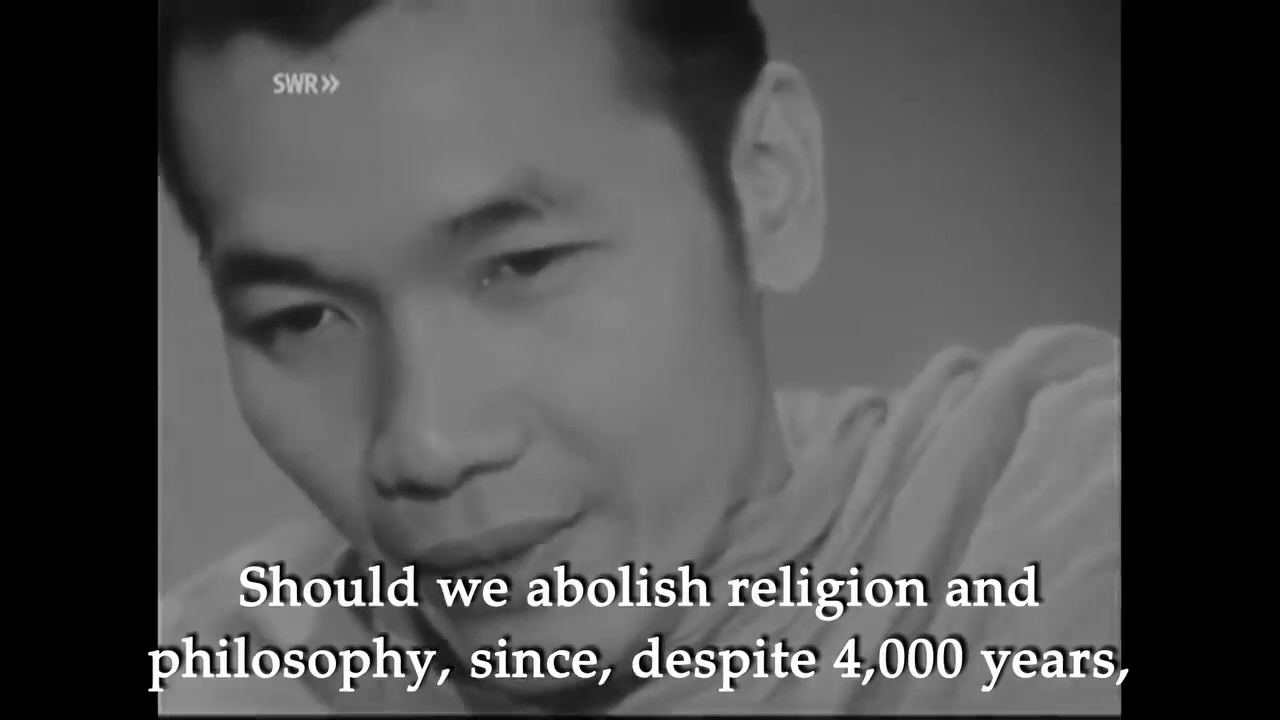 SWR»
Should we abolish religion and
philosophy, since, despite 4,000 years,